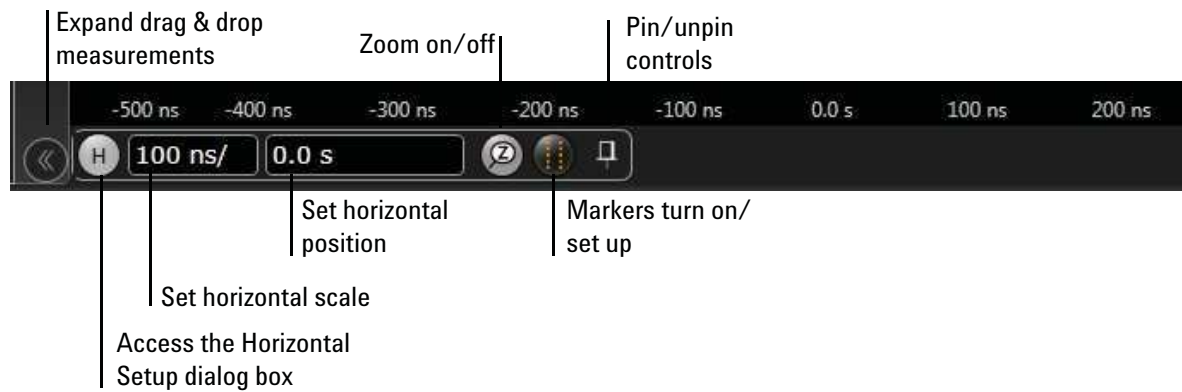 Expand drag & drop
measurements
Zoom on/off
Pin/unpin
controls
-500 ns -400 ns -300 ns -200 ns -100 ns 0.0 s 100 ns 200 ns
« H 100 ns/ 0.0 s Z
Set horizontal
position
Markers turn on/
set up
Set horizontal scale
Access the Horizontal
Setup dialog box